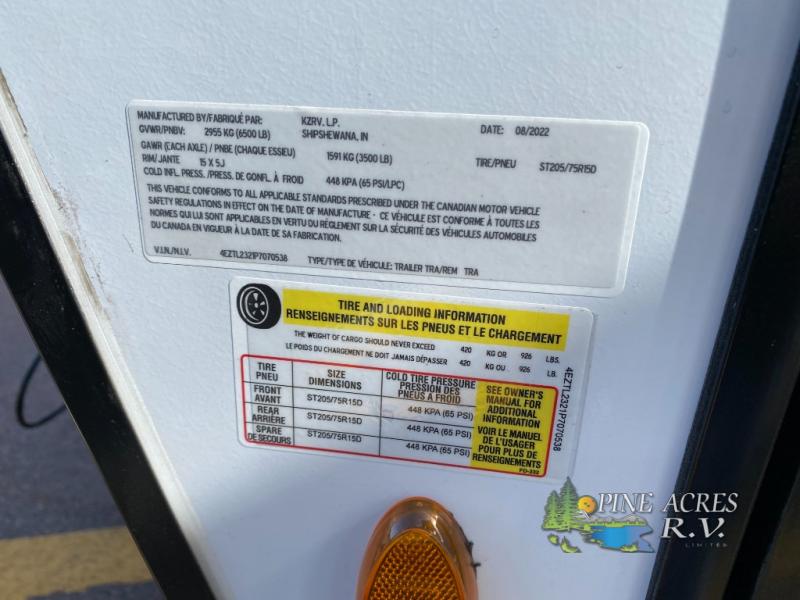 MANUFACTURED BY/FABRIQUÉ PAR: KZRV. L.P. DATE: 08/2022
GVWR/PNBV: 2955 KG (6500 LB) SHIPSHEWANA, IN
GAWR (EACH AXLE) / PNBE (CHAQUE ESSIEU) 1591 KG (3500 LB) TIRE/PNEU ST205/75R15D
RIM/JANTE 15 X 5J
COLD INFL. PRESS./PRESS. DE GONFL. À FROID 448 KPA (65 PSI/LPC)
THIS VEHICLE CONFORMS TO ALL APPLICABLE STANDARDS PRESCRIBED UNDER THE CANADIAN MOTOR VEHICLE
SAFETY REGULATIONS IN EFFECT ON THE DATE OF MANUFACTURE · CE VÉHICULE EST CONFORME À TOUTES LES
NORMES QUI LUI SONT APPLICABLES EN VERTU DU RÈGLEMENT SUR LA SÉCURITÉ DES VÉHICULES AUTOMOBILES
DU CANADA EN VIGUEUR À LA DATE DE SA FABRICATION.
V.I.N./N.I.V. 4EZTL2321P7070538 TYPE/TYPE DE VÉHICULE: TRAILER TRA/REM TRA
TIRE AND LOADING INFORMATION
RENSEIGNEMENTS SUR LES PNEUS ET LE CHARGEMENT
THE WEIGHT OF CARGO SHOULD NEVER EXCEED 420 KG OR 926 LBS.
LE POIDS DU CHARGEMENT NE DOIT JAMAIS DÉPASSER 420 KG OU 926 LB.
TIRE
PNEU
SIZE
DIMENSIONS
COLD TIRE PRESSURE
PRESSION DES
PNEUS A FROID
FRONT
AVANT
ST205/75R15D
448 KPA (65 PSI)
REAR
ARRIÈRE
ST205/75R15D
448 KPA (65 PSI)
SPARE
DE SECOURS
ST205/75R15D
448 KPA (65 PSI)
SEE OWNER'S
MANUAL FOR
ADDITIONAL
INFORMATION
VOIR LE MANUEL
DE L'USAGER
POUR PLUS DE
RENSEIGNEMENTS
PD-332
4EZTL2321P7070538
PINE ACRES
R.V.
LIMITED